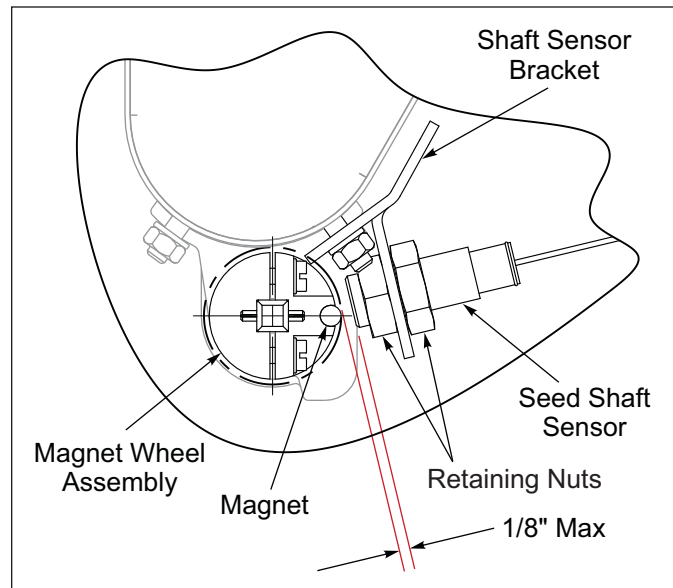 Shaft Sensor
Bracket
Seed Shaft
Sensor
Magnet Wheel
Assembly
Retaining Nuts
Magnet
1/8" Max